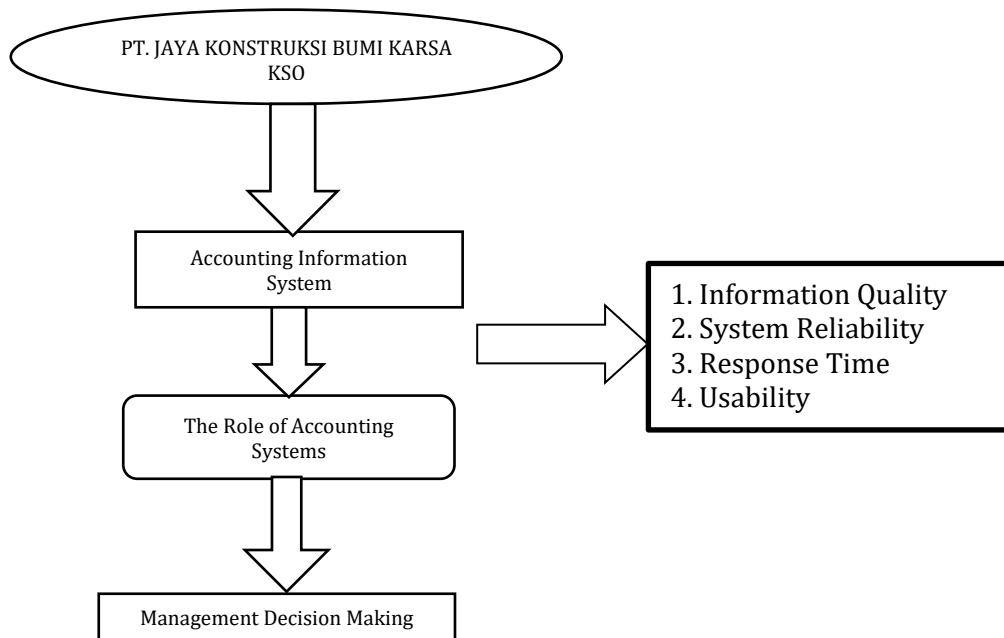 PT. JAYA KONSTRUKSI BUMI KARSA
KSO
Accounting Information
System
1. Information Quality
2. System Reliability
3. Response Time
4. Usability
The Role of Accounting
Systems
Management Decision Making